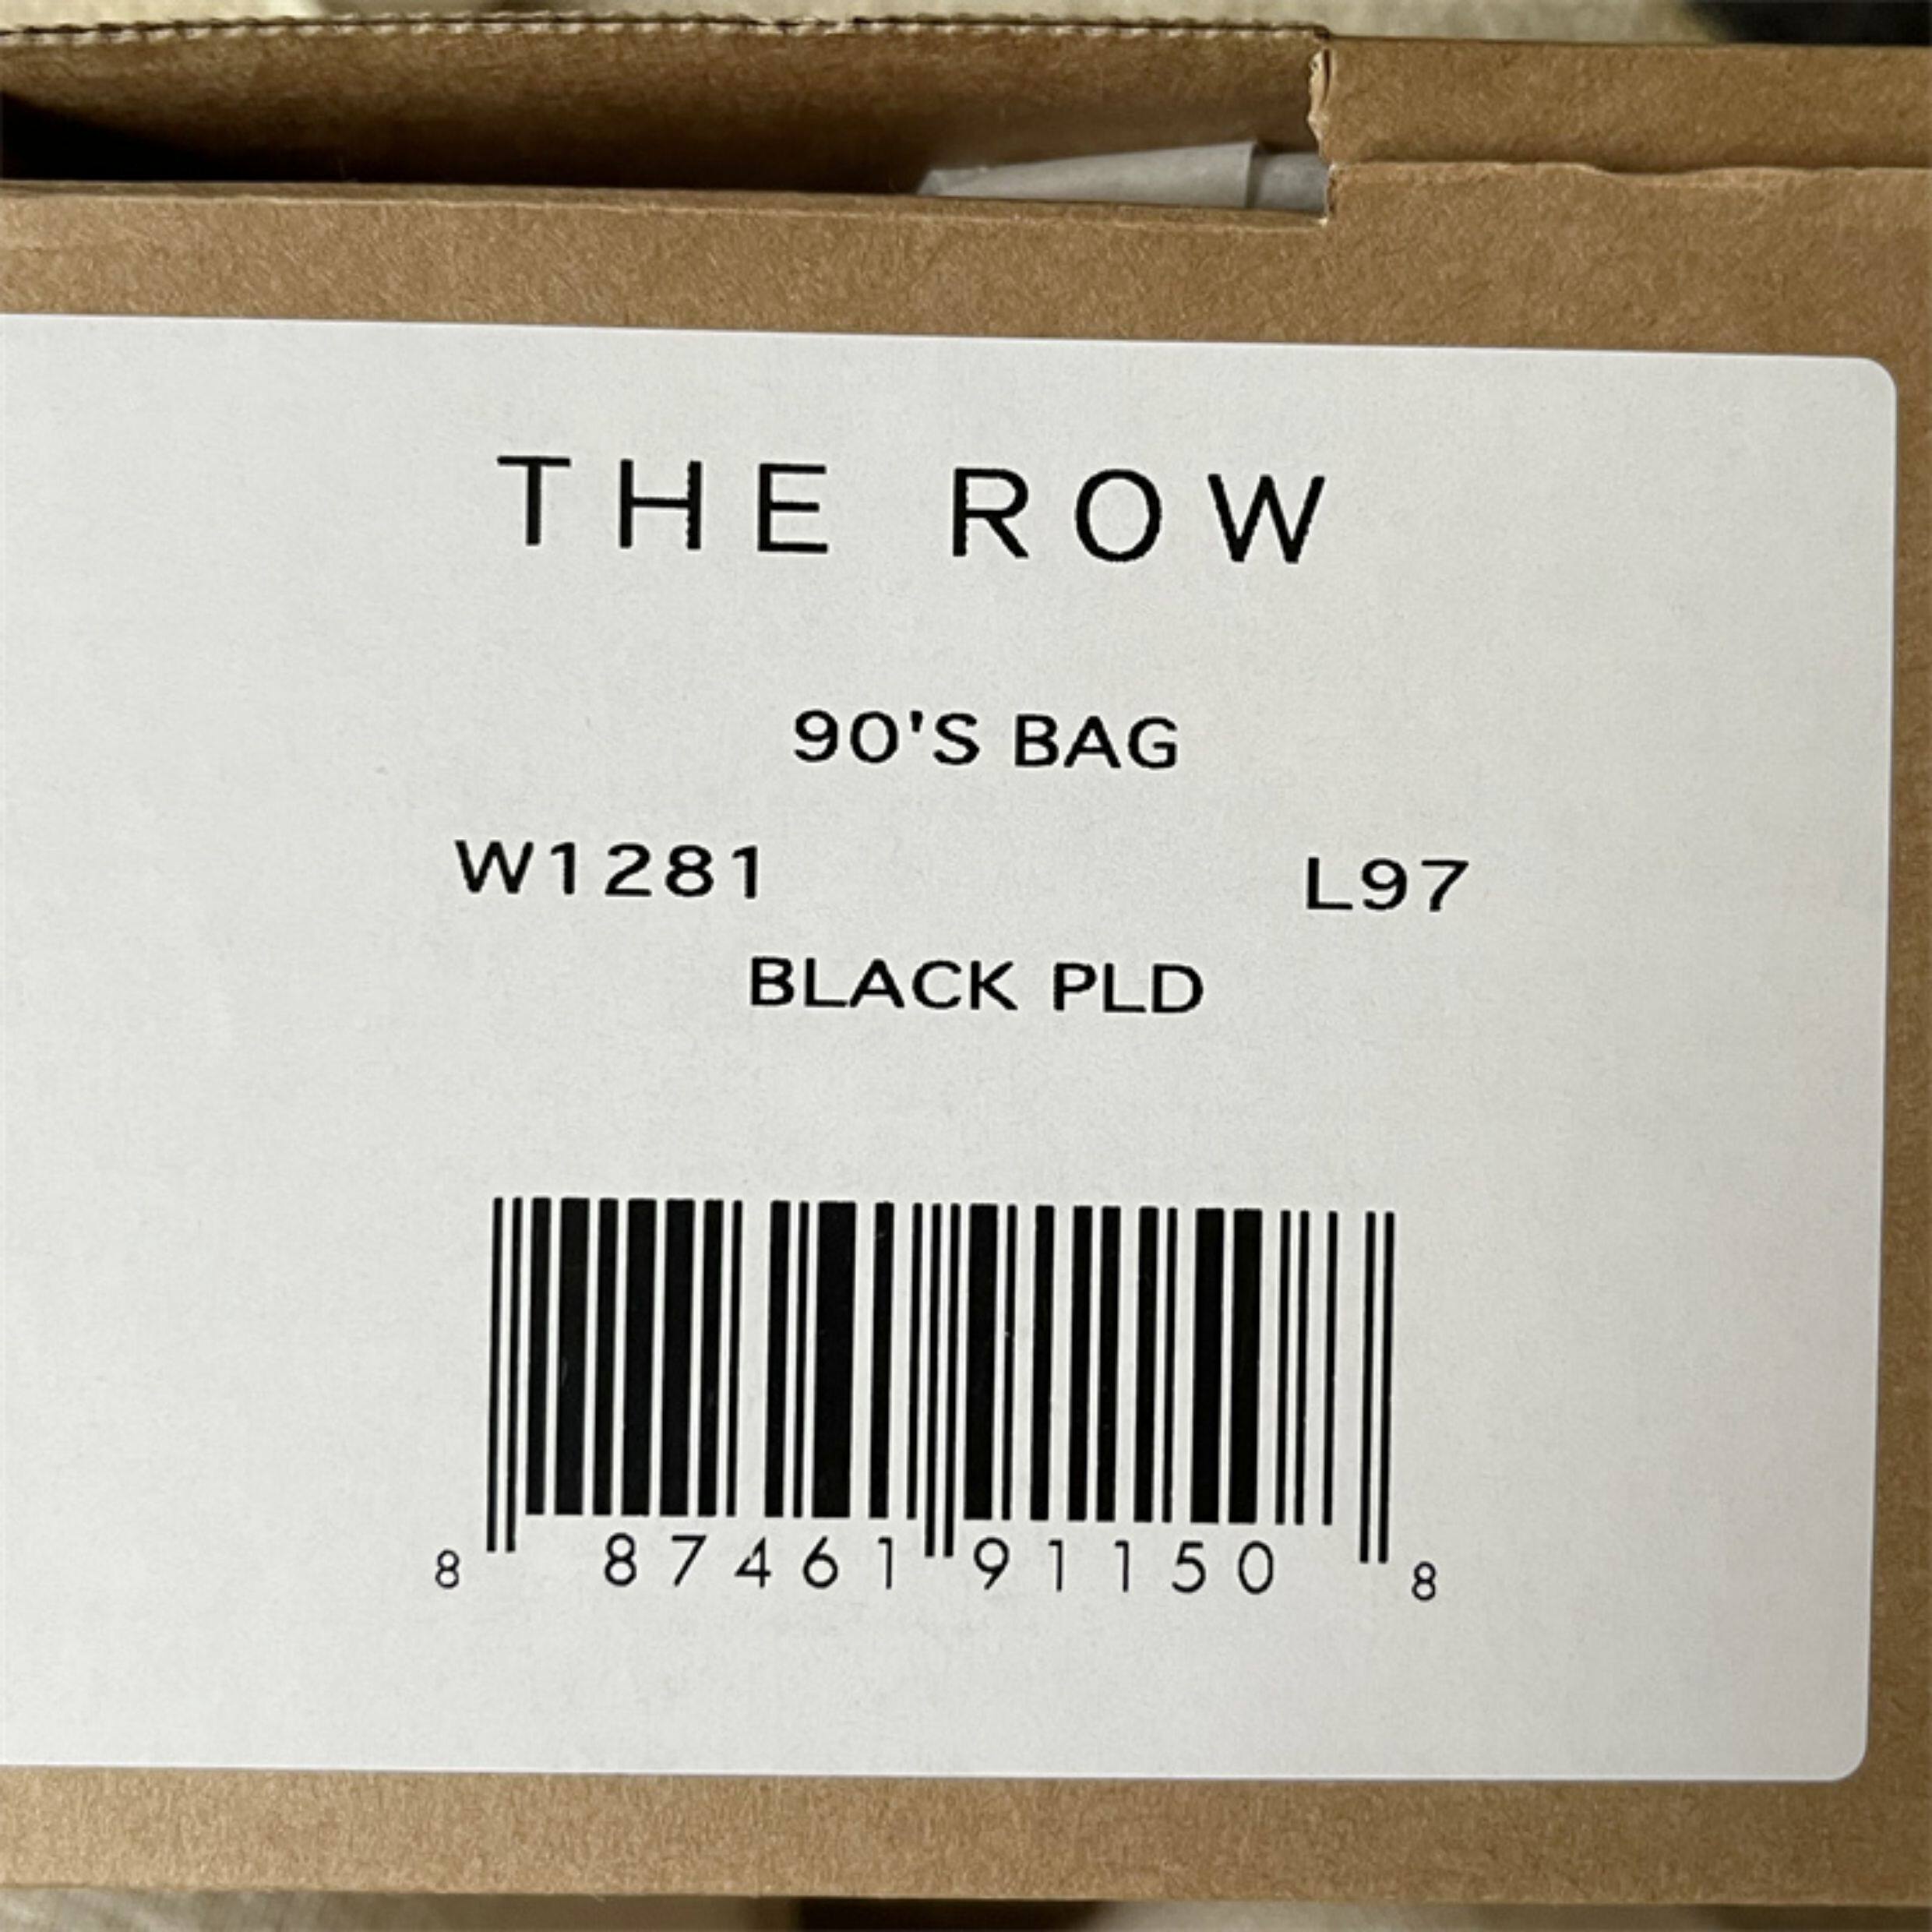 THE ROW
90'S BAG
W1281 L97
BLACK PLD
8 87461 91150 8